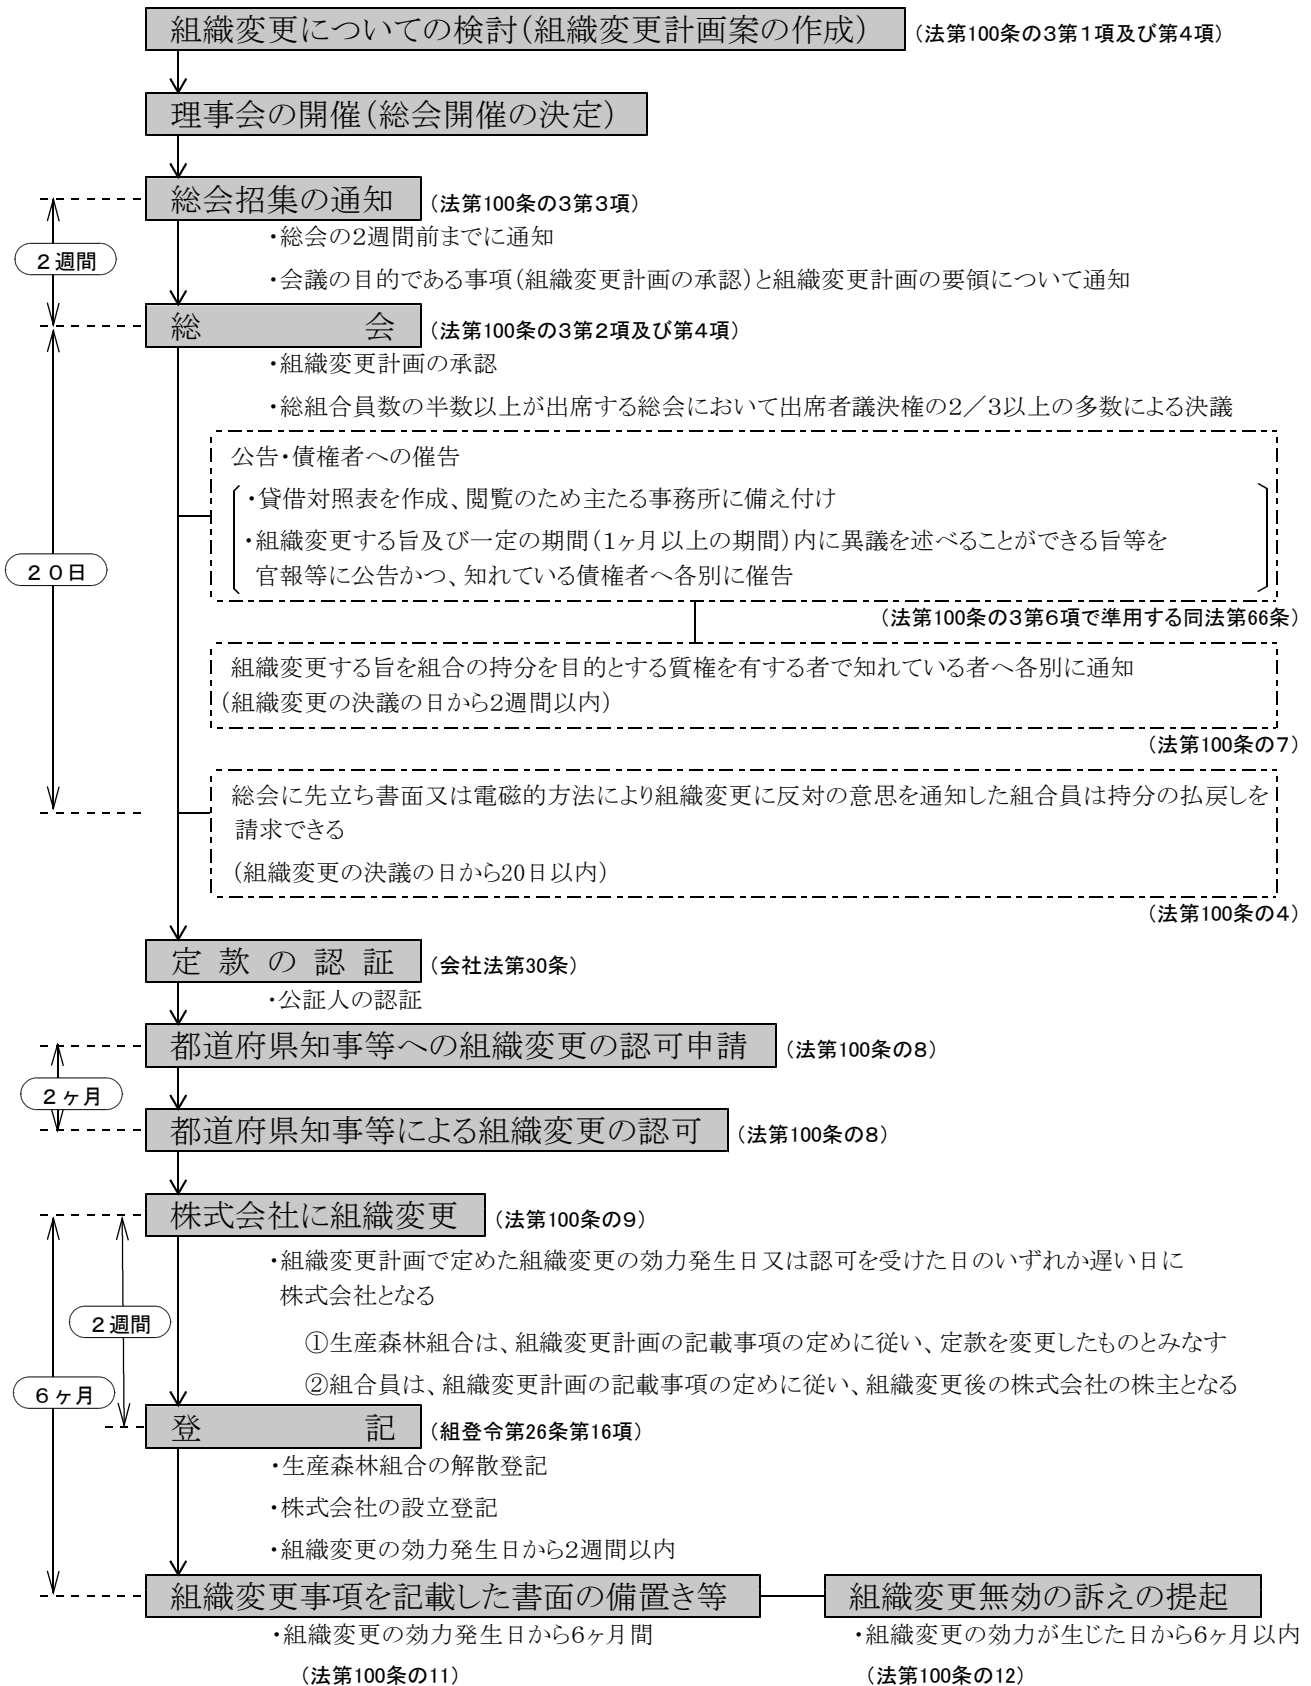 組織変更についての検討(組織変更計画案の作成) (法第100条の3第1項及び第4項)
理事会の開催(総会開催の決定)
総会招集の通知 (法第100条の3第3項)
・総会の2週間前までに通知
2週間
・会議の目的である事項(組織変更計画の承認)と組織変更計画の要領について通知
総 会 (法第100条の3第2項及び第4項)
・組織変更計画の承認
・総組合員数の半数以上が出席する総会において出席者議決権の2/3以上の多数による決議
公告・債権者への催告
・貸借対照表を作成、閲覧のため主たる事務所に備え付け
・組織変更する旨及び一定の期間(1ヶ月以上の期間)内に異議を述べることができる旨等を
官報等に公告かつ、知れている債権者へ各別に催告
20日
(法第100条の3第6項で準用する同法第66条)
組織変更する旨を組合の持分を目的とする質権を有する者で知れている者へ各別に通知
(組織変更の決議の日から2週間以内)
(法第100条の7)
総会に先立ち書面又は電磁的方法により組織変更に反対の意思を通知した組合員は持分の払戻しを
請求できる
(組織変更の決議の日から20日以内)
(法第100条の4)
定款の認証 (会社法第30条)
・公証人の認証
都道府県知事等への組織変更の認可申請 (法第100条の8)
2ヶ月
都道府県知事等による組織変更の認可 (法第100条の8)
株式会社に組織変更 (法第100条の9)
・組織変更計画で定めた組織変更の効力発生日又は認可を受けた日のいずれか遅い日に
株式会社となる
2週間
①生産森林組合は、組織変更計画の記載事項の定めに従い、定款を変更したものとみなす
6ヶ月
②組合員は、組織変更計画の記載事項の定めに従い、組織変更後の株式会社の株主となる
登 記 (組登令第26条第16項)
・生産森林組合の解散登記
・株式会社の設立登記
・組織変更の効力発生日から2週間以内
組織変更事項を記載した書面の備置き等 組織変更無効の訴えの提起
・組織変更の効力発生日から6ヶ月間 ・組織変更の効力が生じた日から6ヶ月以内
(法第100条の11) (法第100条の12)